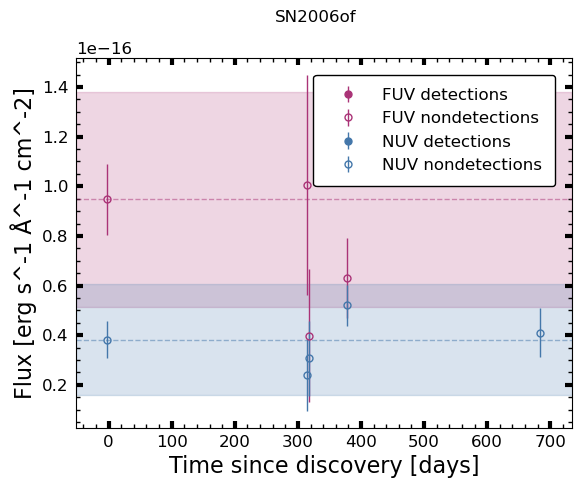 SN2006of
1e−16
1.4
1.2
1.0
0.8
0.6
0.4
0.2
Flux [erg s^-1 Å^-1 cm^-2]
FUV detections
FUV nondetections
NUV detections
NUV nondetections
0 100 200 300 400 500 600 700
Time since discovery [days]